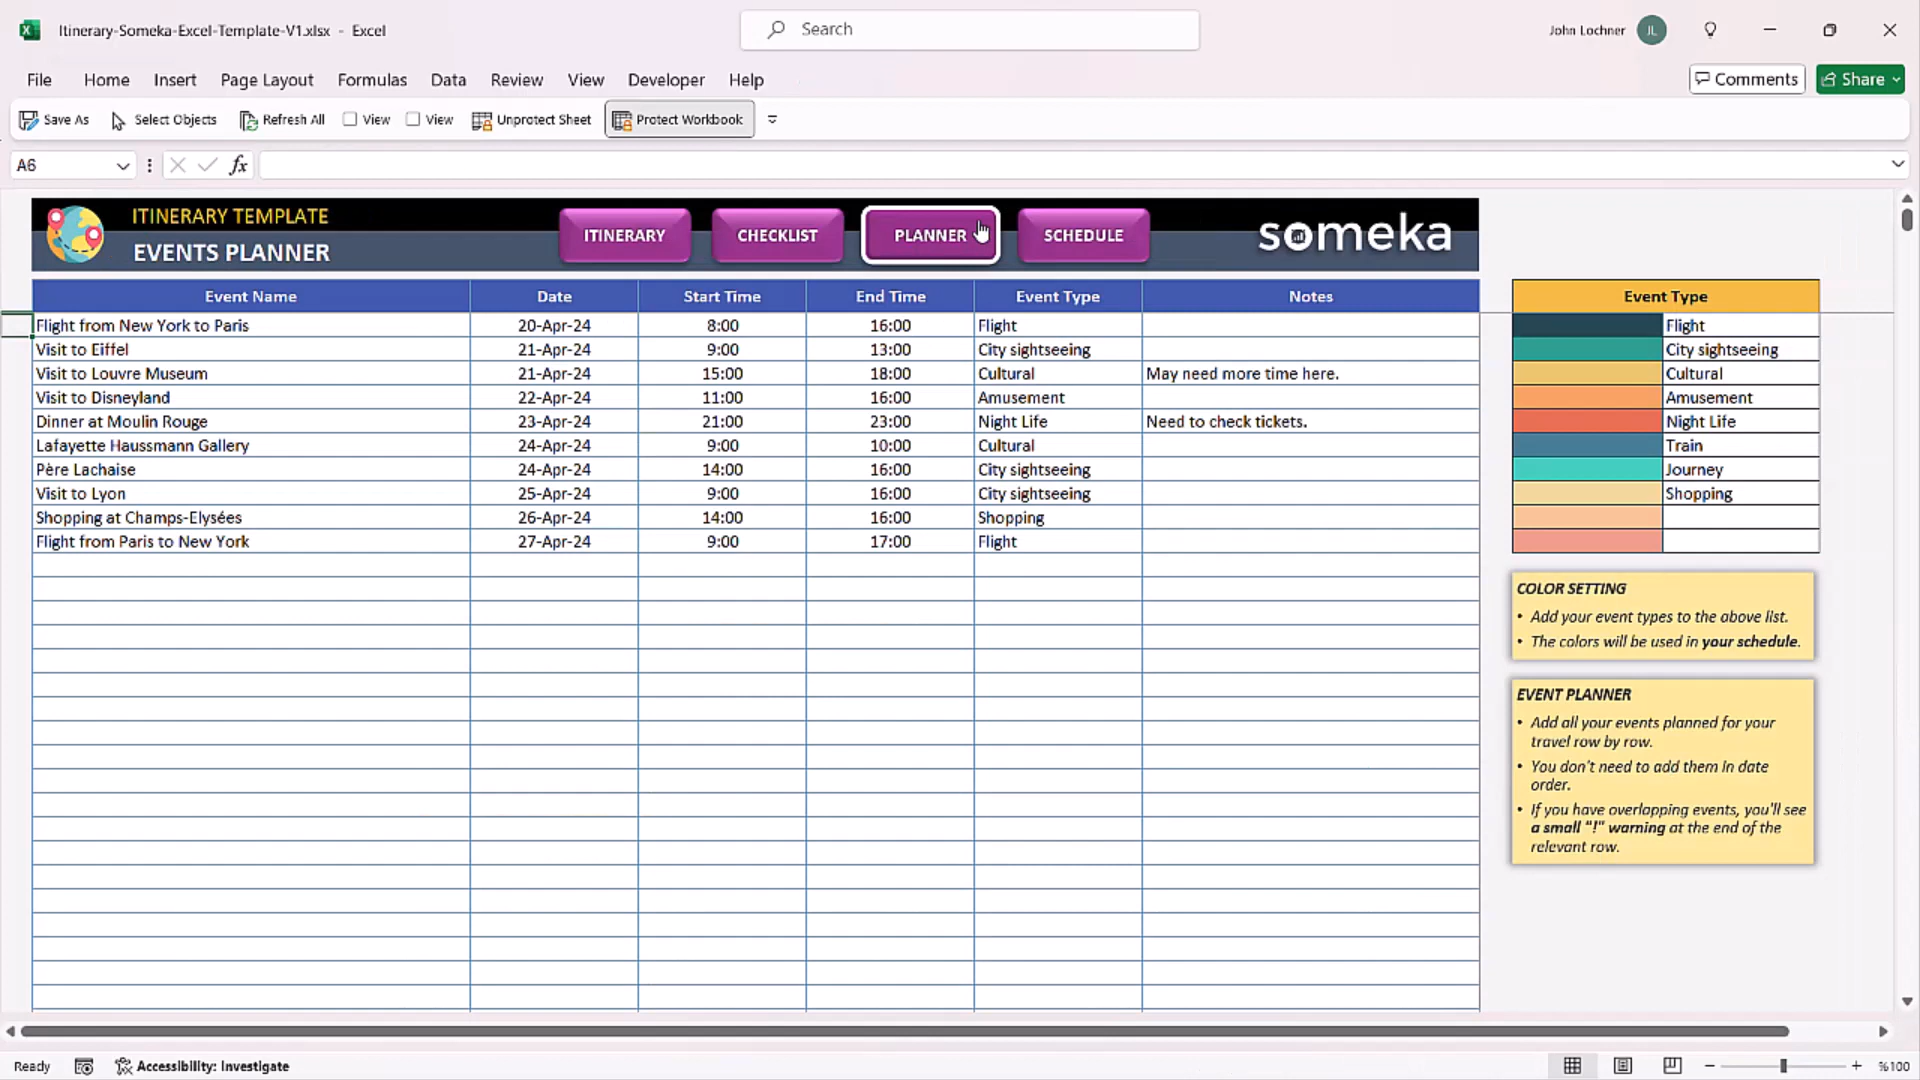 Itinerary-Someka-Excel-Template-V1.xlsx - Excel
Search
John Lochner JL
File Home Insert Page Layout Formulas Data Review View Developer Help
Comments Share
Save As Select Objects Refresh All View View Unprotect Sheet Protect Workbook
A6 fx
ITINERARY TEMPLATE
EVENTS PLANNER
ITINERARY CHECKLIST PLANNER SCHEDULE
someka
Event Name Date Start Time End Time Event Type Notes
Flight from New York to Paris 20-Apr-24 8:00 16:00 Flight
Visit to Eiffel 21-Apr-24 9:00 13:00 City sightseeing
Visit to Louvre Museum 21-Apr-24 15:00 18:00 Cultural May need more time here.
Visit to Disneyland 22-Apr-24 11:00 16:00 Amusement
Dinner at Moulin Rouge 23-Apr-24 21:00 23:00 Night Life Need to check tickets.
Lafayette Haussmann Gallery 24-Apr-24 9:00 10:00 Cultural
Père Lachaise 24-Apr-24 14:00 16:00 City sightseeing
Visit to Lyon 25-Apr-24 9:00 16:00 City sightseeing
Shopping at Champs-Elysées 26-Apr-24 14:00 16:00 Shopping
Flight from Paris to New York 27-Apr-24 9:00 17:00 Flight
Event Type
Flight
City sightseeing
Cultural
Amusement
Night Life
Train
Journey
Shopping
COLOR SETTING
• Add your event types to the above list.
• The colors will be used in your schedule.
EVENT PLANNER
• Add all your events planned for your
travel row by row.
• You don't need to add them in date
order.
• If you have overlapping events, you'll see
a small "!" warning at the end of the
relevant row.
Ready Accessibility: Investigate
%100